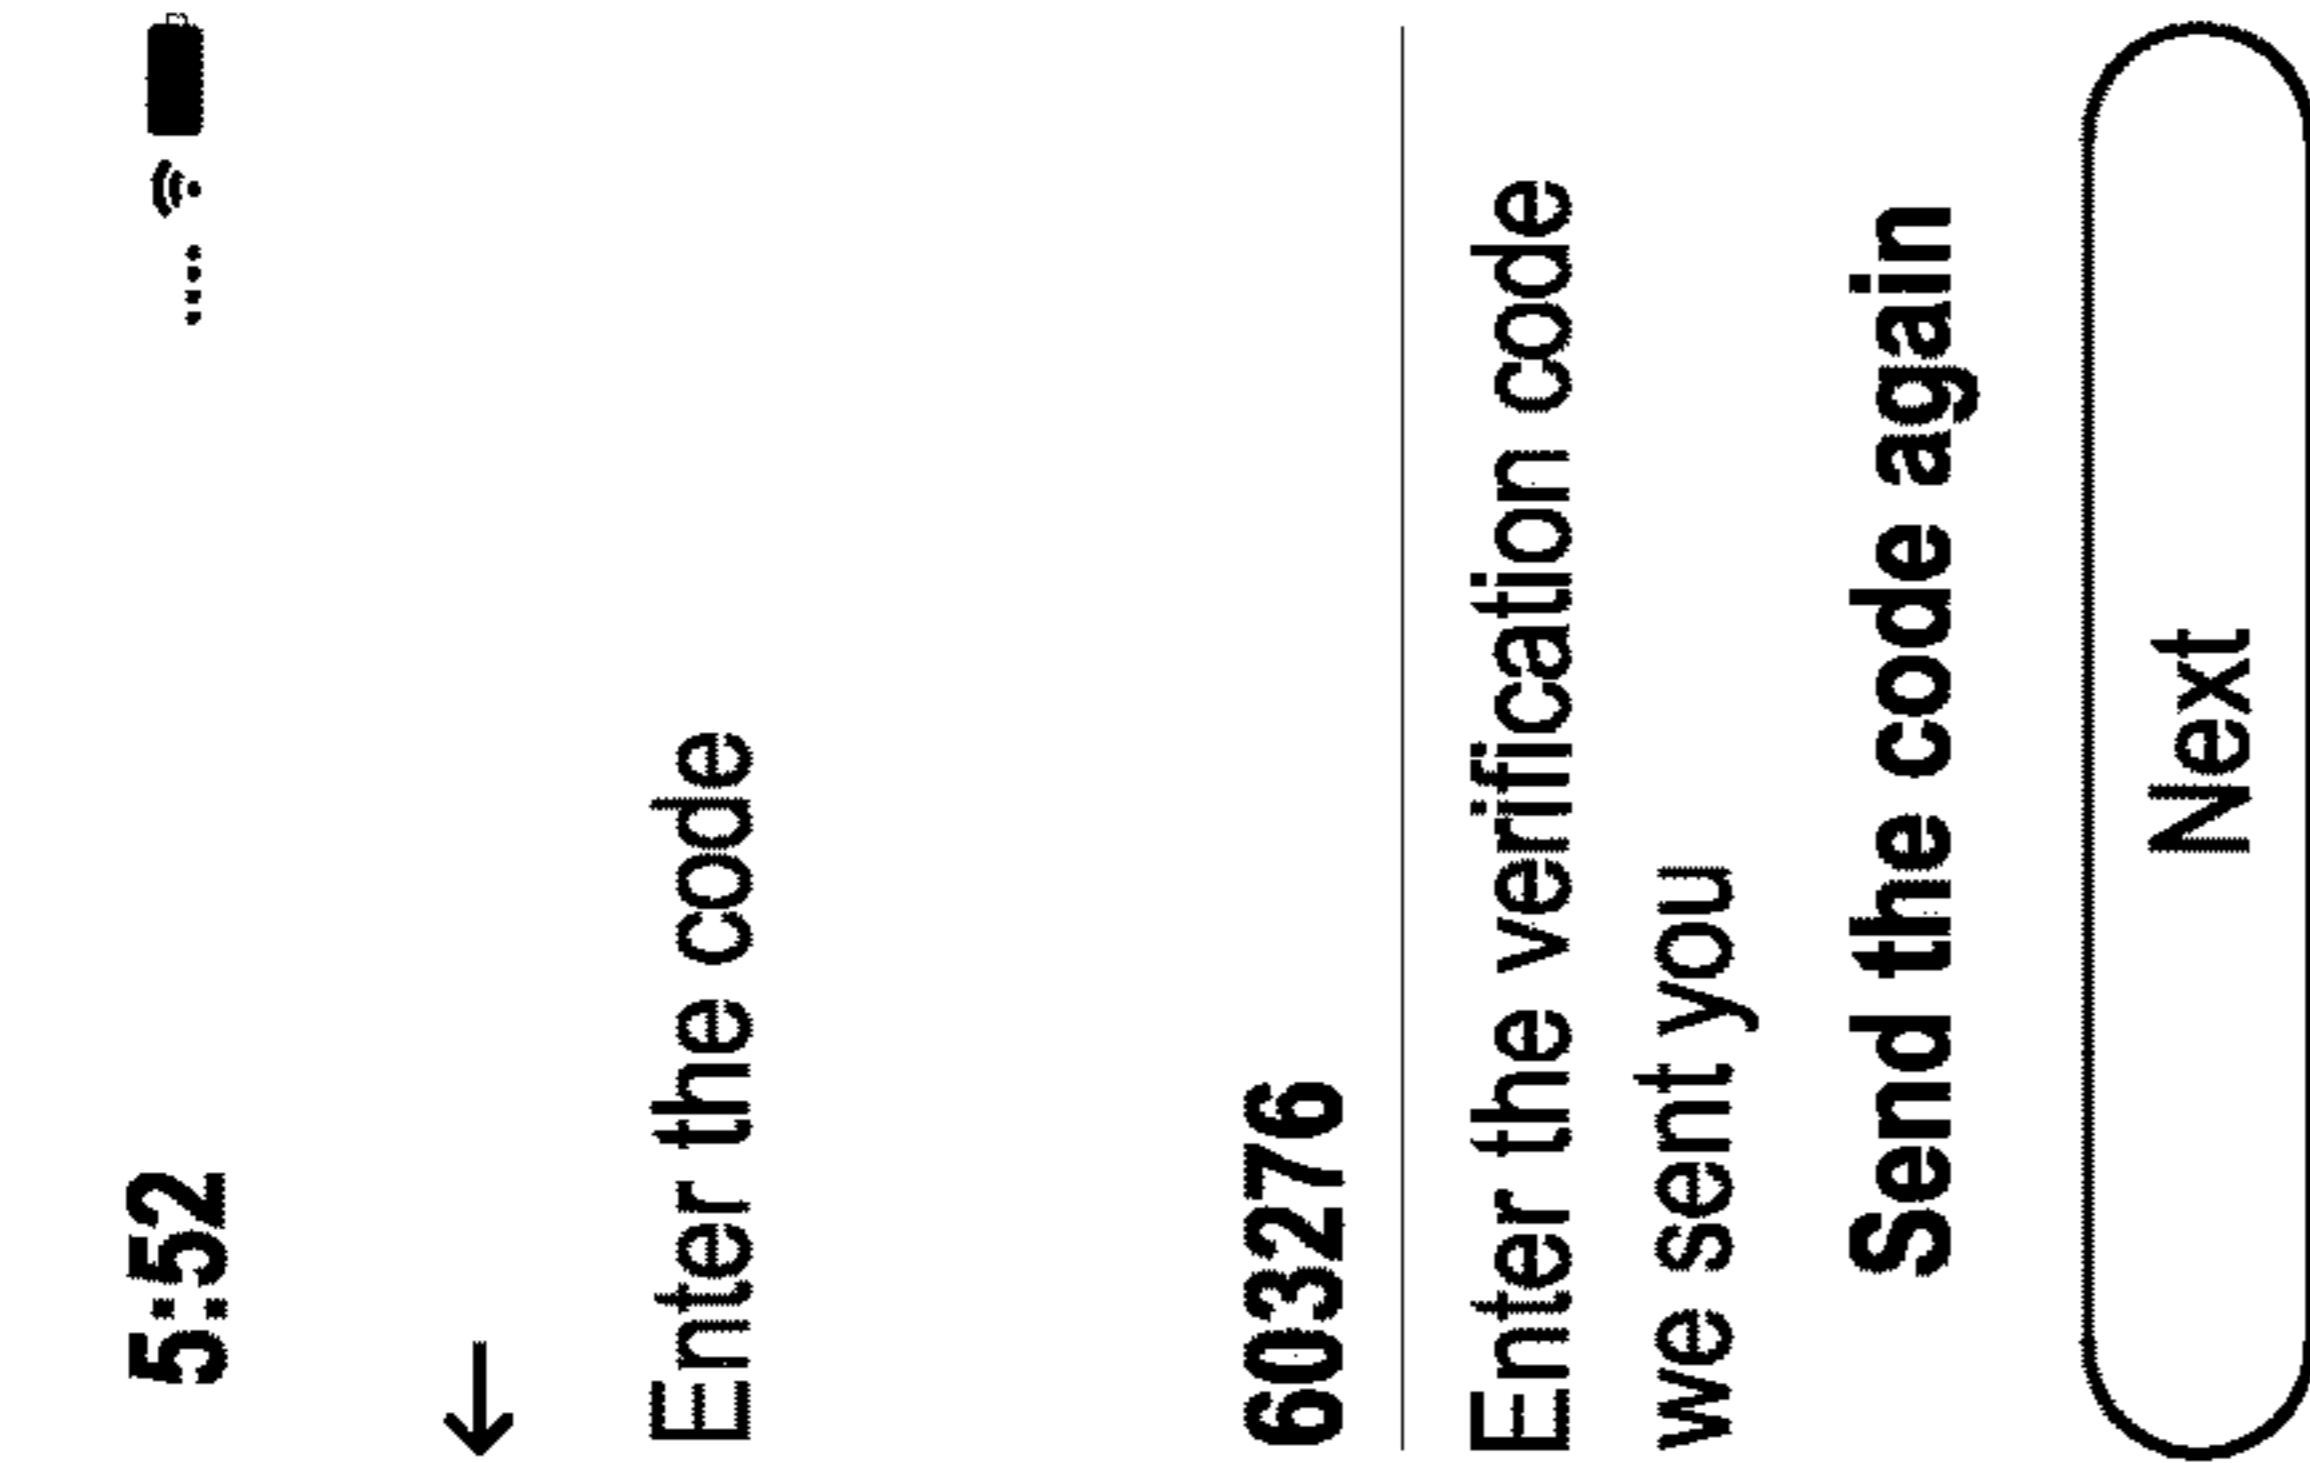 5:52
Enter the code
603276
Enter the verification code
we sent you
Send the code again
Next